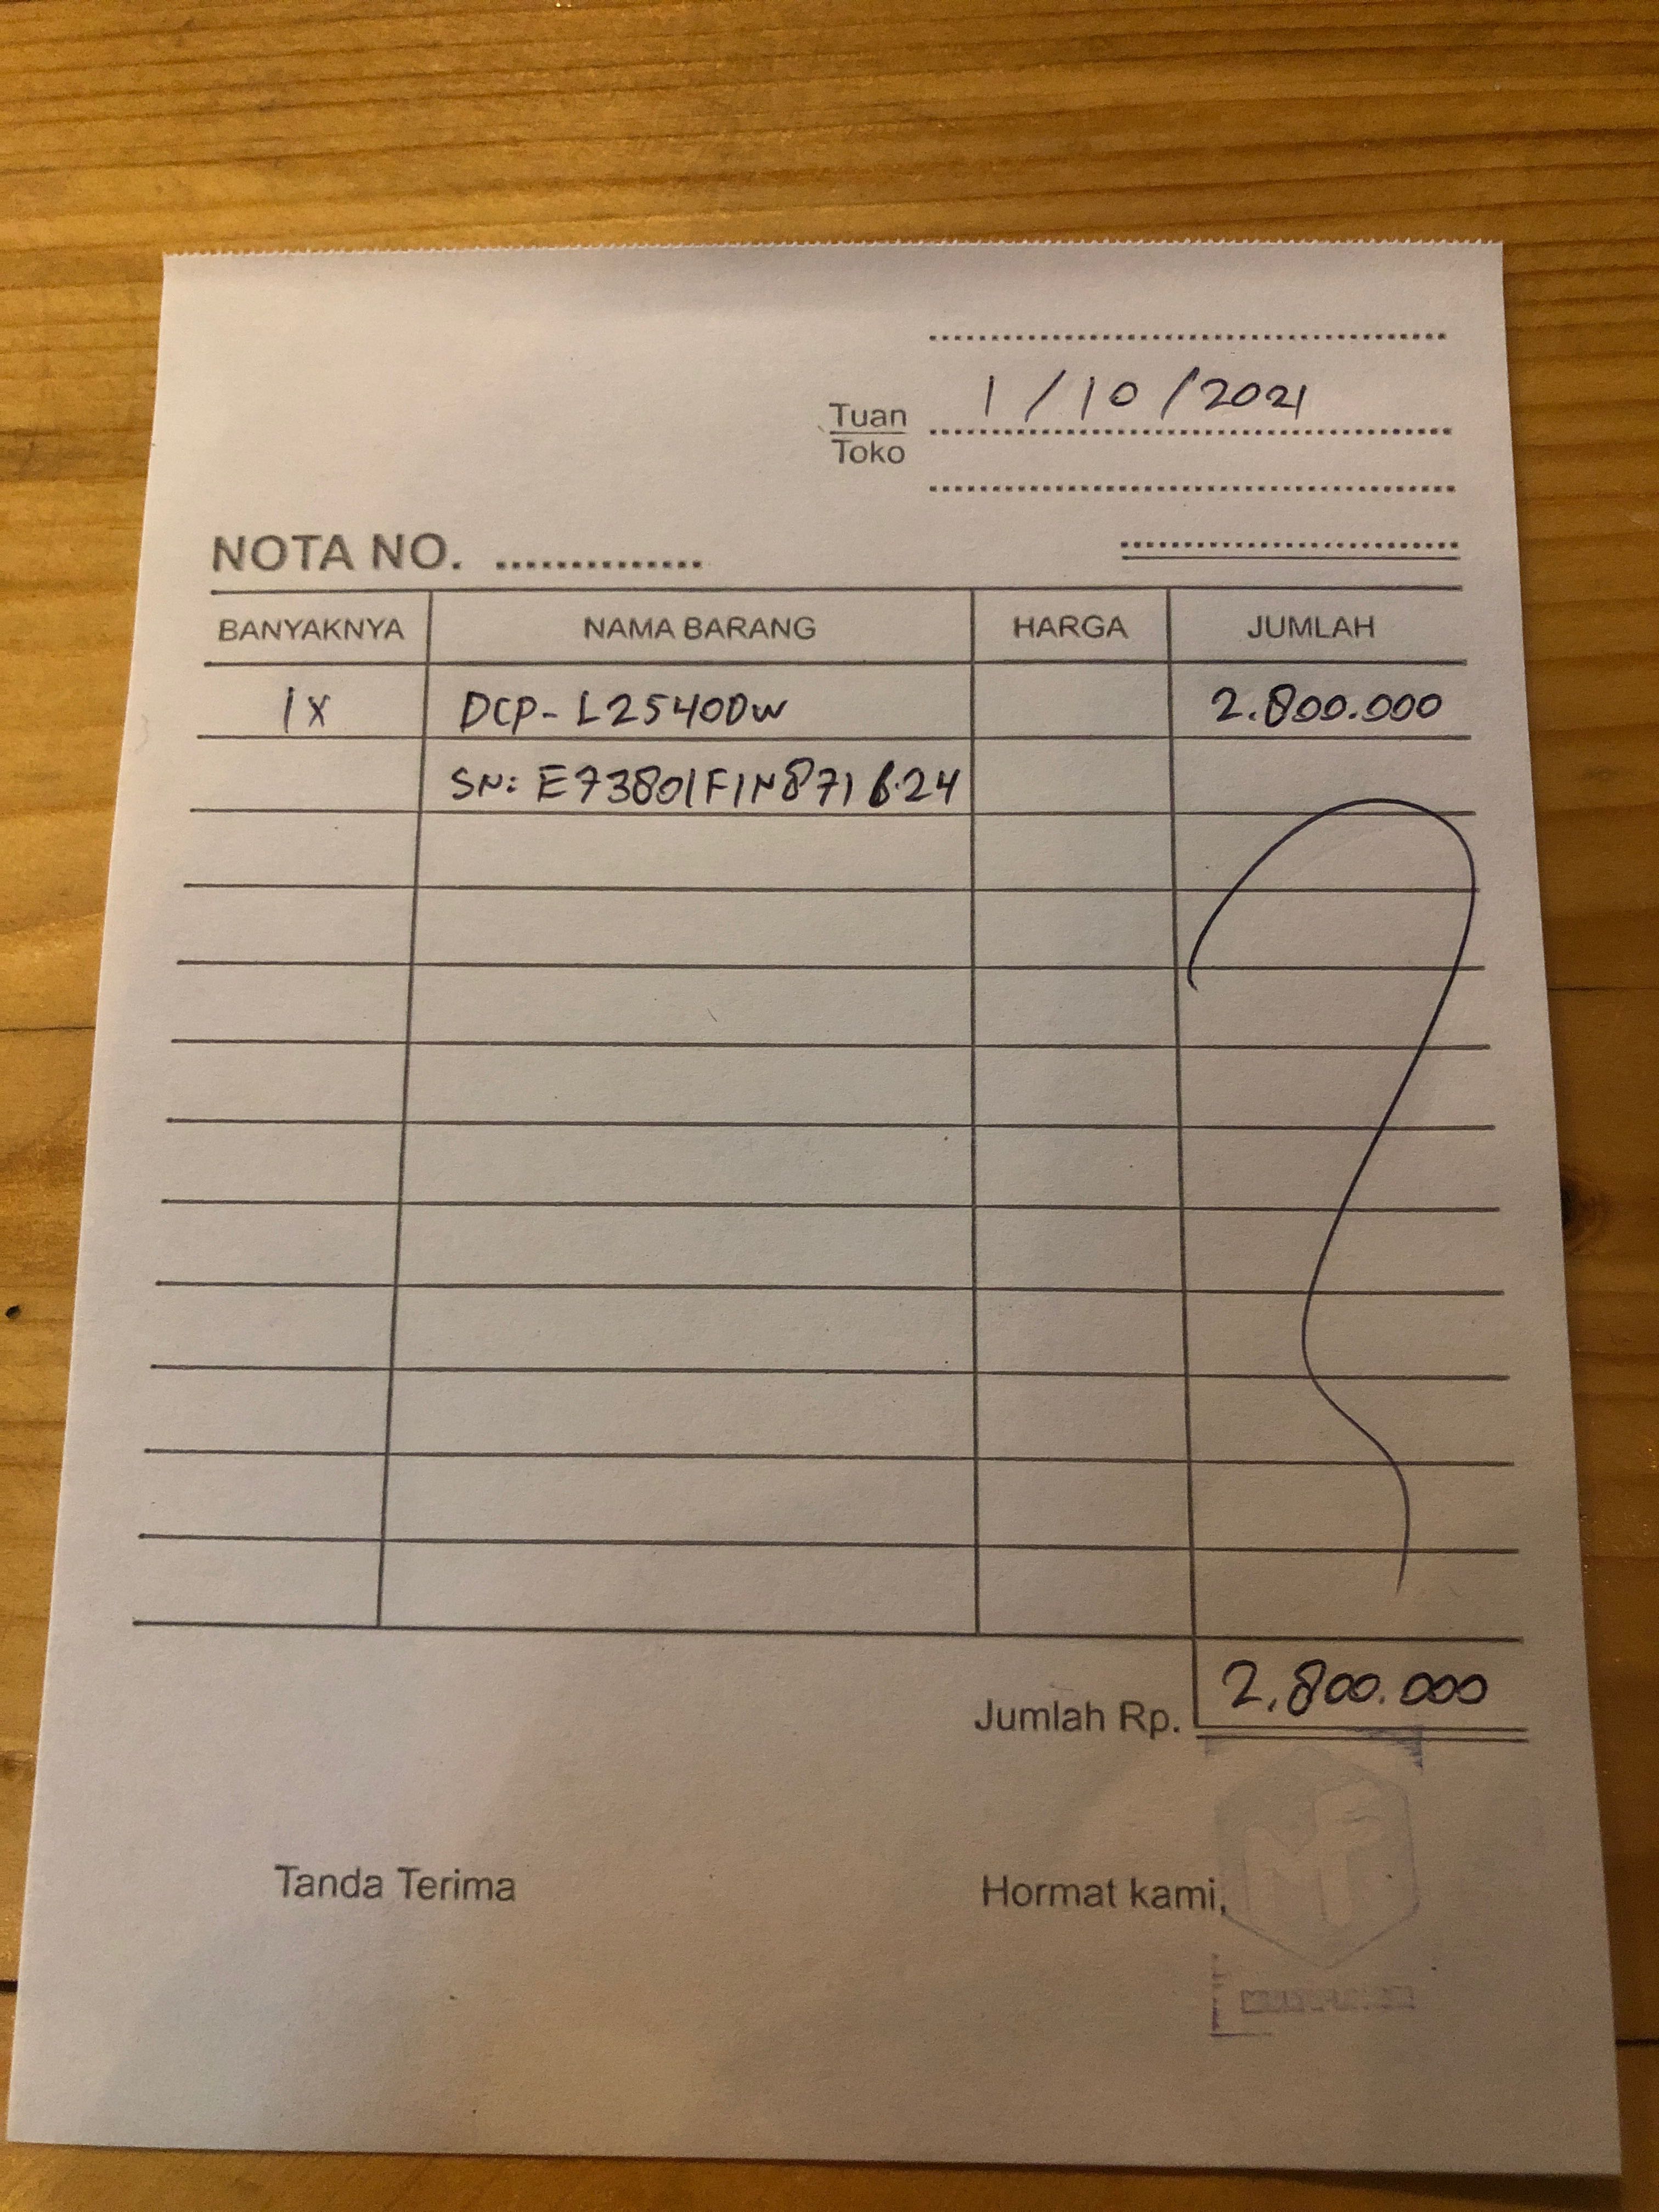 1/10/2021
Tuan
Toko
NOTA NO. ..............
BANYAKNYA NAMA BARANG HARGA JUMLAH
1x DCP-L2540DW 2.800.000
SN: E73801F1N871624
Jumlah Rp. 2.800.000
Tanda Terima Hormat kami,
MF